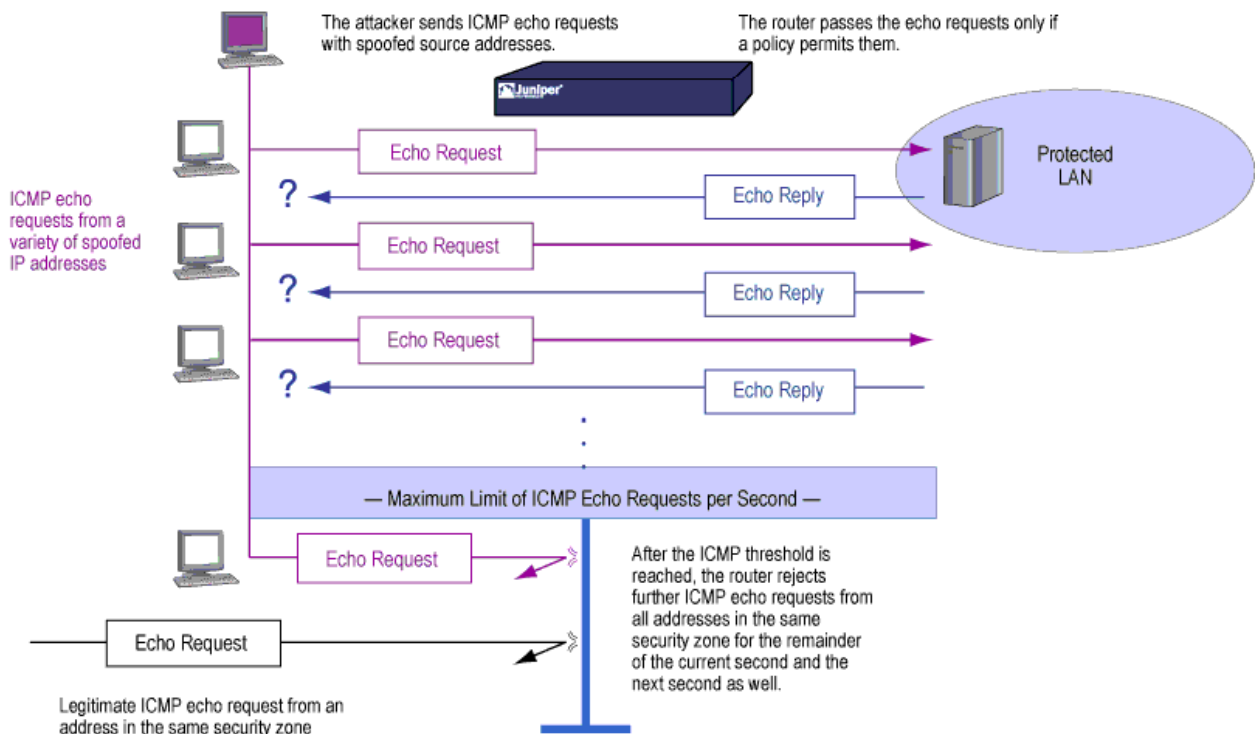 The attacker sends ICMP echo requests
with spoofed source addresses.
The router passes the echo requests only if
a policy permits them.
Juniper
Echo Request
Protected
LAN
ICMP echo
requests from a
variety of spoofed
IP addresses
?
Echo Reply
Echo Request
?
Echo Reply
Echo Request
?
Echo Reply
— Maximum Limit of ICMP Echo Requests per Second —
Echo Request
After the ICMP threshold is
reached, the router rejects
further ICMP echo requests from
all addresses in the same
security zone for the remainder
of the current second and the
next second as well.
Echo Request
Legitimate ICMP echo request from an
address in the same security zone